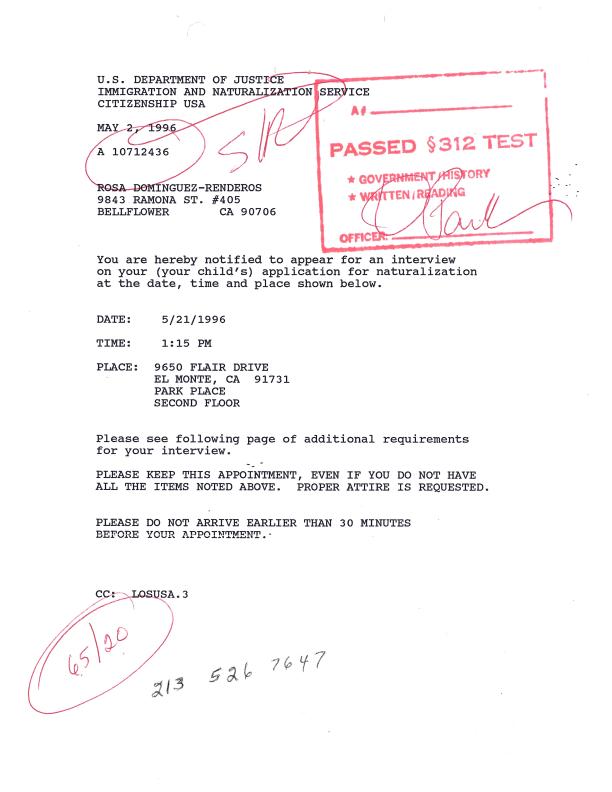 U.S. DEPARTMENT OF JUSTICE
IMMIGRATION AND NATURALIZATION SERVICE
CITIZENSHIP USA
MAY 2, 1996
A 10712436
A#
PASSED § 312 TEST
★ GOVERNMENT/HISTORY
★ WRITTEN/READING
OFFICER:
ROSA DOMINGUEZ-RENDEROS
9843 RAMONA ST. #405
BELLFLOWER CA 90706
You are hereby notified to appear for an interview
on your (your child's) application for naturalization
at the date, time and place shown below.
DATE: 5/21/1996
TIME: 1:15 PM
PLACE: 9650 FLAIR DRIVE
EL MONTE, CA 91731
PARK PLACE
SECOND FLOOR
Please see following page of additional requirements
for your interview.
PLEASE KEEP THIS APPOINTMENT, EVEN IF YOU DO NOT HAVE
ALL THE ITEMS NOTED ABOVE. PROPER ATTIRE IS REQUESTED.
PLEASE DO NOT ARRIVE EARLIER THAN 30 MINUTES
BEFORE YOUR APPOINTMENT.
CC: LOSUSA.3
65/20
213 526 7647